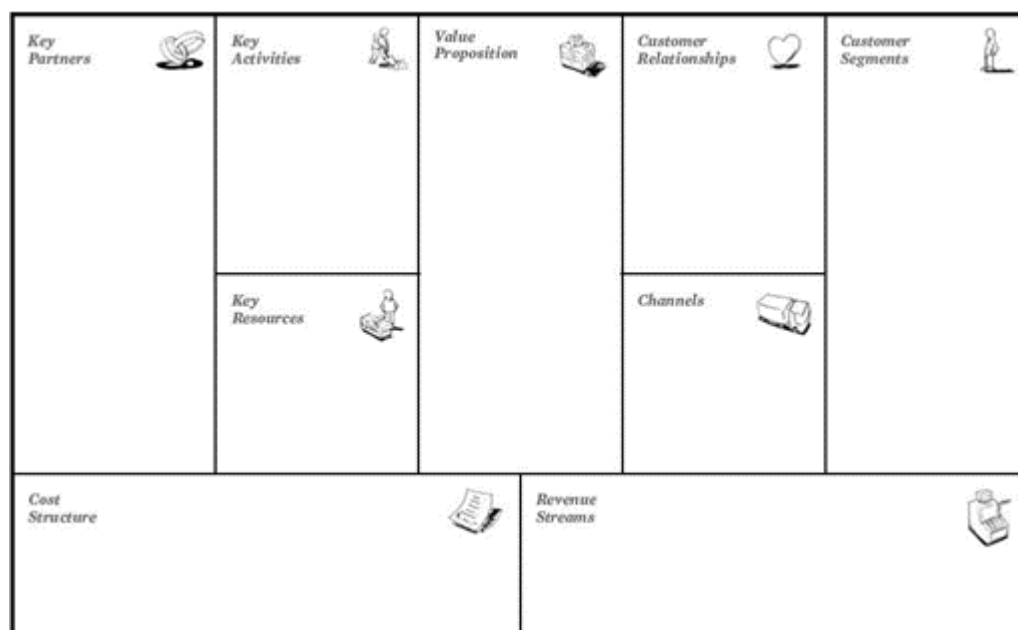 Key
Partners
Key
Activities
Value
Proposition
Customer
Relationships
Customer
Segments
Key
Resources
Channels
Cost
Structure
Revenue
Streams